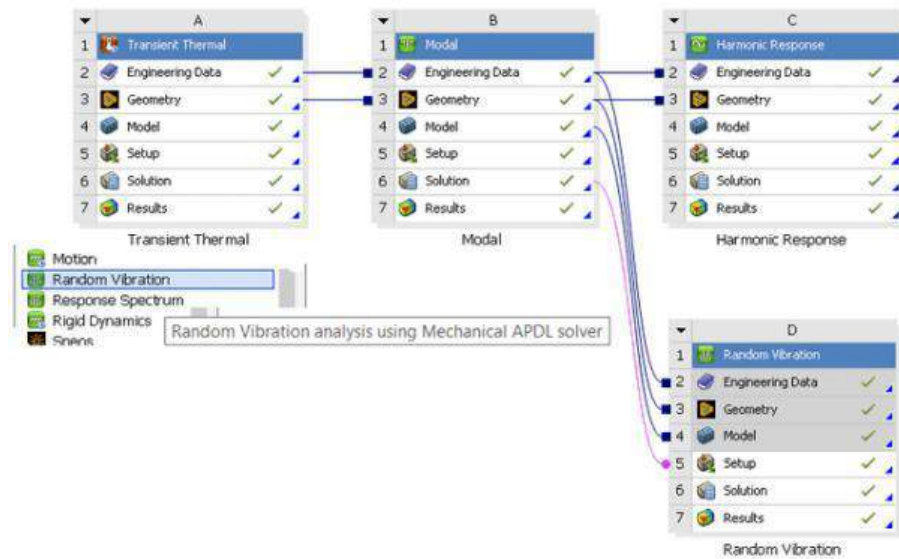 A
1 Transient Thermal
2 Engineering Data
3 Geometry
4 Model
5 Setup
6 Solution
7 Results
Transient Thermal
B
1 Modal
2 Engineering Data
3 Geometry
4 Model
5 Setup
6 Solution
7 Results
Modal
C
1 Harmonic Response
2 Engineering Data
3 Geometry
4 Model
5 Setup
6 Solution
7 Results
Harmonic Response
Motion
Random Vibration
Response Spectrum
Rigid Dynamics
Speos
Random Vibration analysis using Mechanical APDL solver
D
1 Random Vibration
2 Engineering Data
3 Geometry
4 Model
5 Setup
6 Solution
7 Results
Random Vibration